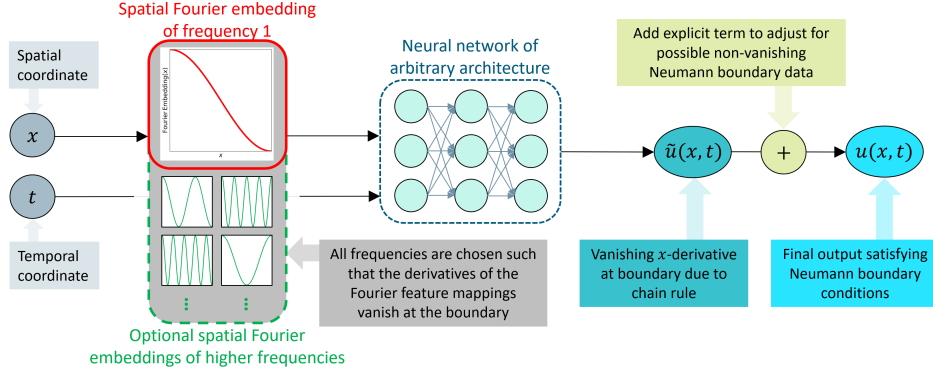 Spatial Fourier embedding
of frequency 1
Spatial
coordinate
x
Fourier Embedding(x)
x
Neural network of
arbitrary architecture
Add explicit term to adjust for
possible non-vanishing
Neumann boundary data
ũ(x, t)
+
u(x, t)
t
Temporal
coordinate
All frequencies are chosen such
that the derivatives of the
Fourier feature mappings
vanish at the boundary
Vanishing x-derivative
at boundary due to
chain rule
Final output satisfying
Neumann boundary
conditions
Optional spatial Fourier
embeddings of higher frequencies